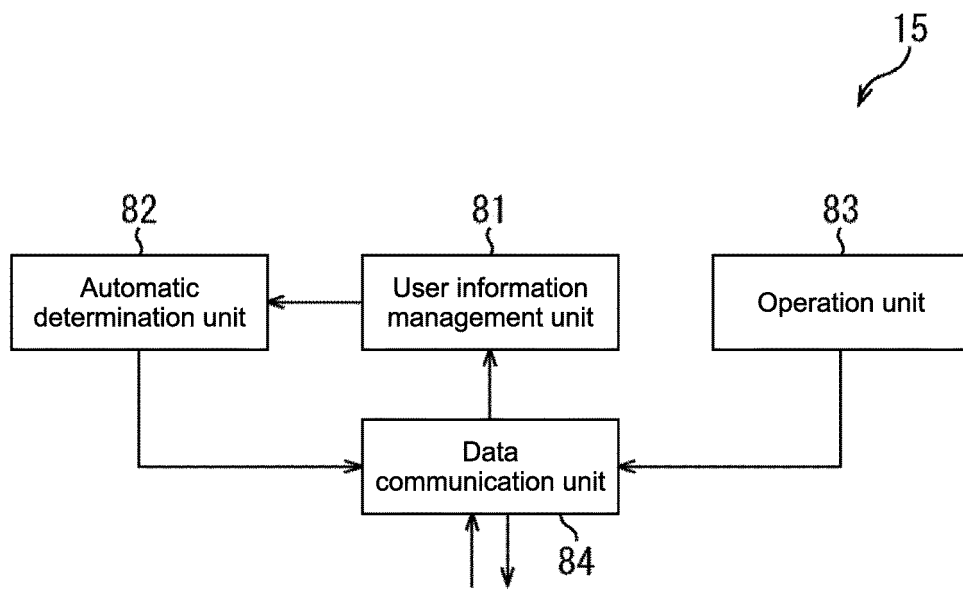 15
82
81
83
Automatic
determination unit
User information
management unit
Operation unit
Data
communication unit
84